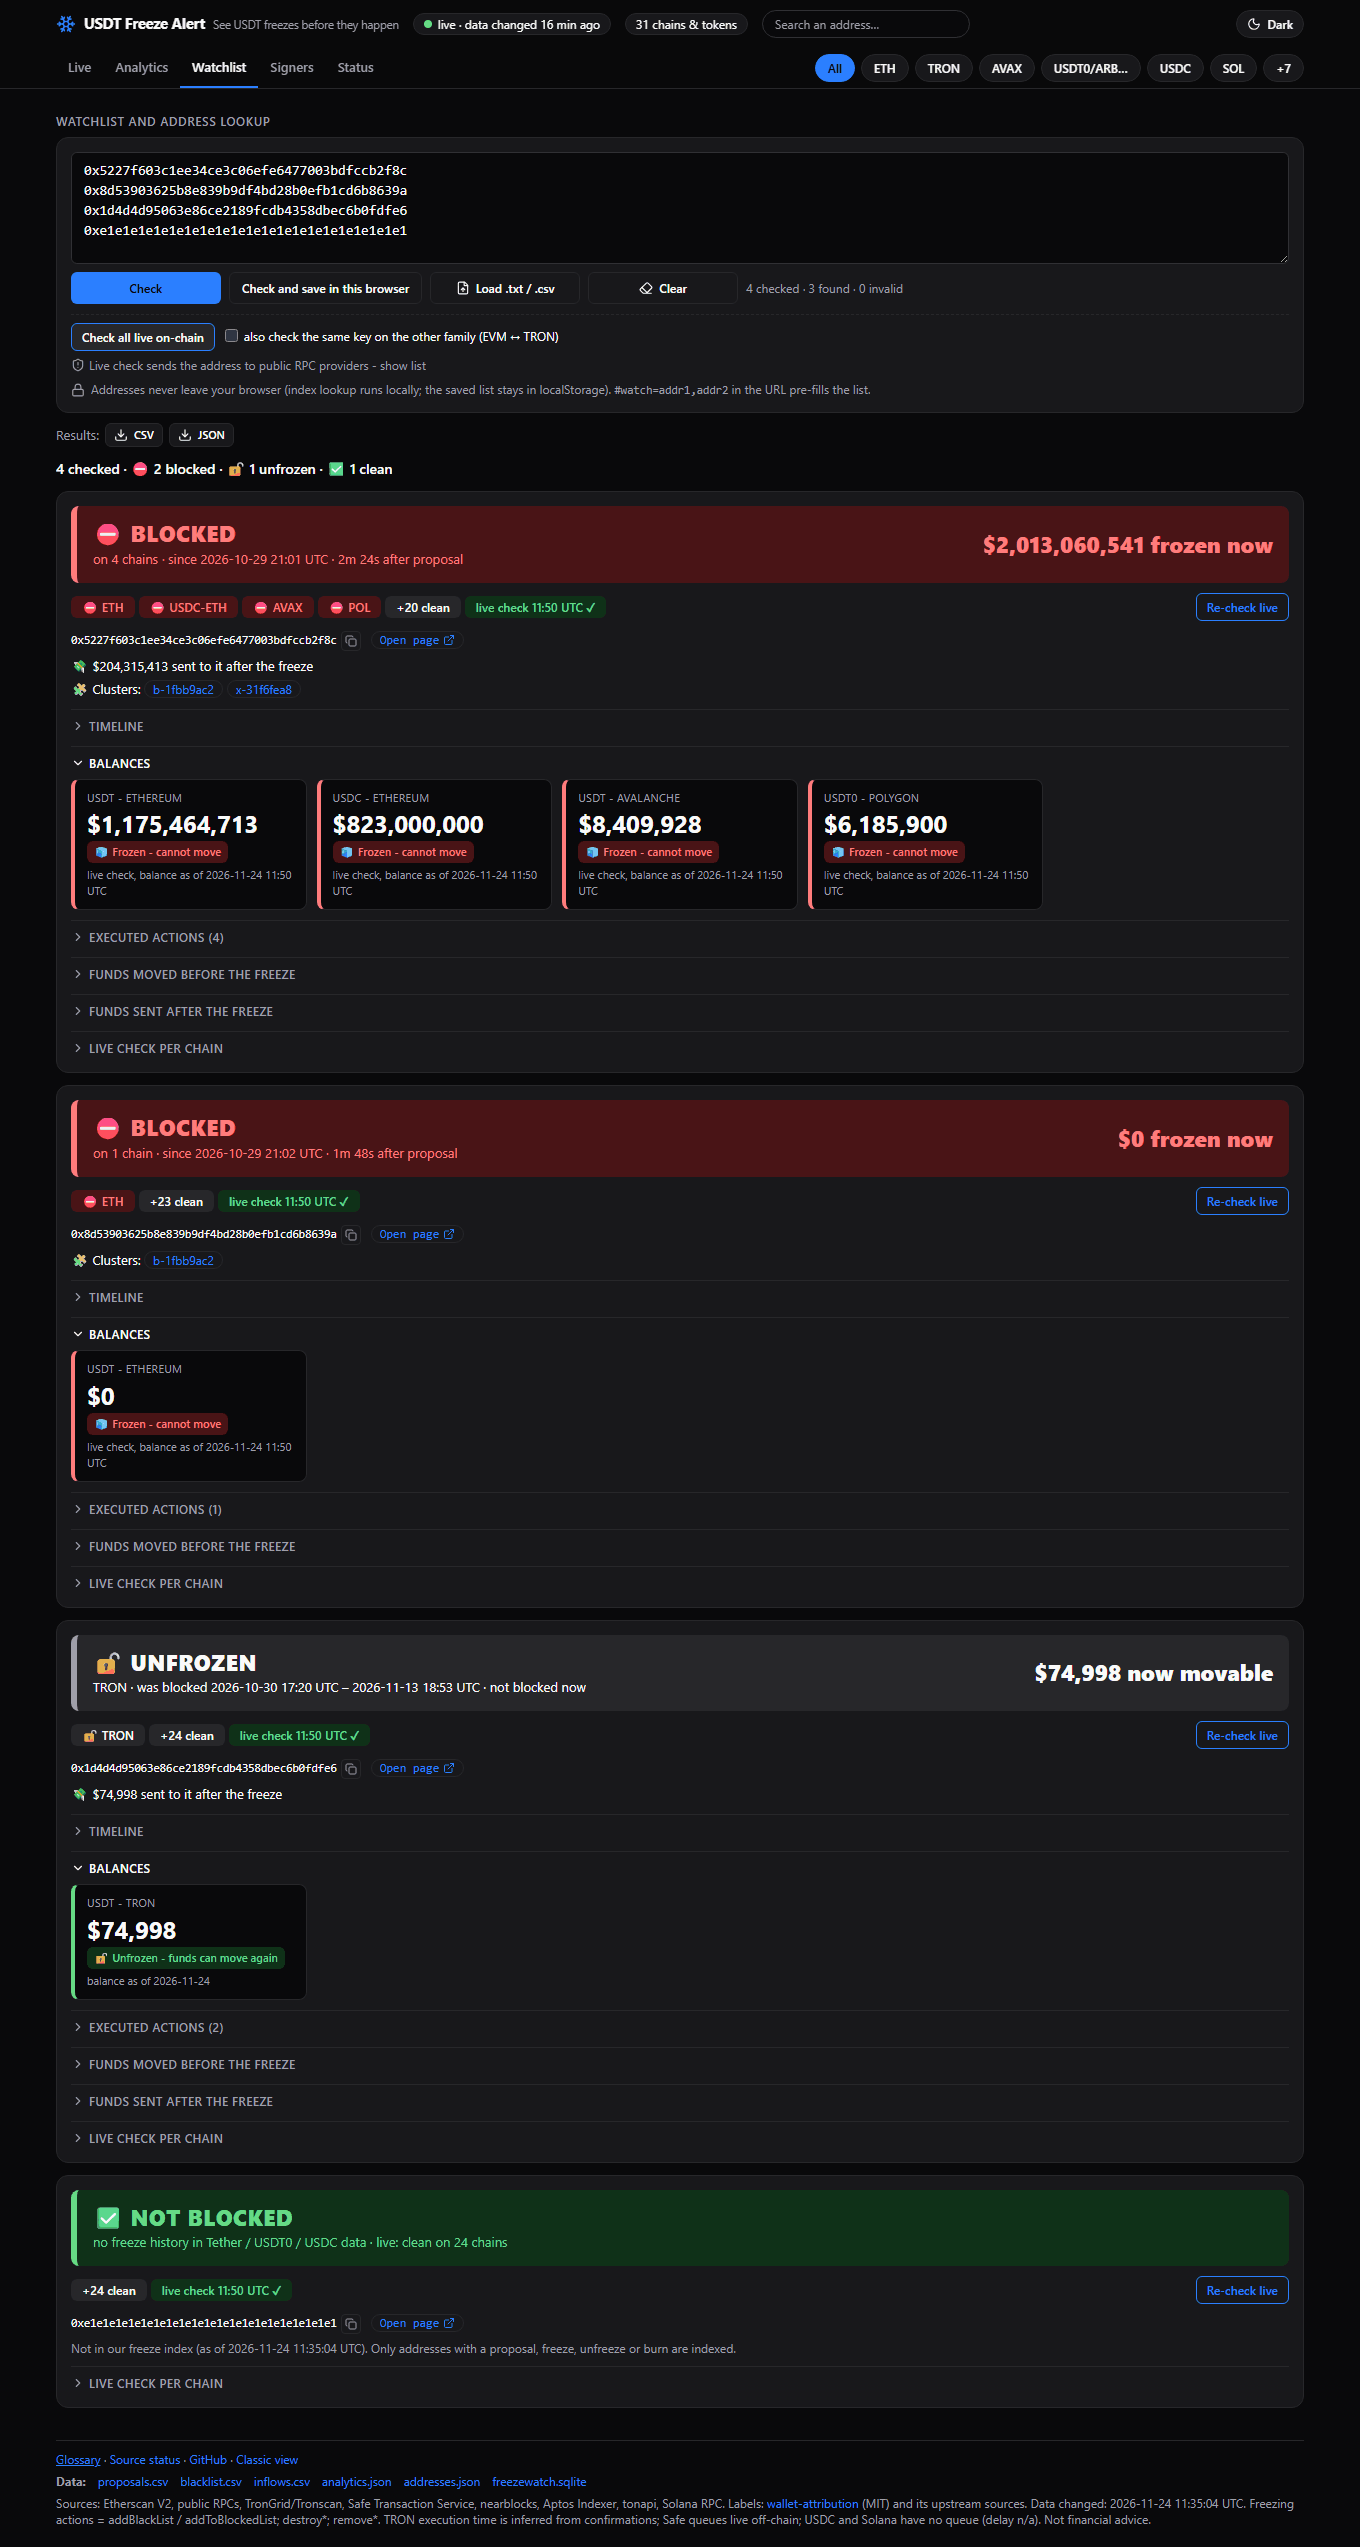 USDT Freeze Alert See USDT freezes before they happen live · data changed 16 min ago 31 chains & tokens Search an address... Dark
Live Analytics Watchlist Signers Status All ETH TRON AVAX USDT0/ARB... USDC SOL +7
WATCHLIST AND ADDRESS LOOKUP
0x5227f603c1ee34ce3c06efe6477003bdfccb2f8c
0x8d53903625b8e839b9df4bd28b0efb1cd6b8639a
0x1d4d4d95063e86ce2189fcdb4358dbec6b0fdfe6
0xe1e1e1e1e1e1e1e1e1e1e1e1e1e1e1e1e1e1e1e1
Check Check and save in this browser Load .txt / .csv Clear 4 checked · 3 found · 0 invalid
Check all live on-chain also check the same key on the other family (EVM ↔ TRON)
Live check sends the address to public RPC providers - show list
Addresses never leave your browser (index lookup runs locally; the saved list stays in localStorage). #watch=addr1,addr2 in the URL pre-fills the list.
Results: CSV JSON
4 checked · 2 blocked · 1 unfrozen · 1 clean
BLOCKED
on 4 chains · since 2026-10-29 21:01 UTC · 2m 24s after proposal
$2,013,060,541 frozen now
ETH USDC-ETH AVAX POL +20 clean live check 11:50 UTC ✓ Re-check live
0x5227f603c1ee34ce3c06efe6477003bdfccb2f8c Open page
$204,315,413 sent to it after the freeze
Clusters: b-1fbb9ac2 x-31f6fea8
TIMELINE
BALANCES
USDT - ETHEREUM USDC - ETHEREUM USDT - AVALANCHE USDT0 - POLYGON
$1,175,464,713 $823,000,000 $8,409,928 $6,185,900
Frozen - cannot move Frozen - cannot move Frozen - cannot move Frozen - cannot move
live check, balance as of 2026-11-24 11:50 live check, balance as of 2026-11-24 11:50 live check, balance as of 2026-11-24 11:50 live check, balance as of 2026-11-24 11:50
UTC UTC UTC UTC
EXECUTED ACTIONS (4)
FUNDS MOVED BEFORE THE FREEZE
FUNDS SENT AFTER THE FREEZE
LIVE CHECK PER CHAIN
BLOCKED
on 1 chain · since 2026-10-29 21:02 UTC · 1m 48s after proposal
$0 frozen now
ETH +23 clean live check 11:50 UTC ✓ Re-check live
0x8d53903625b8e839b9df4bd28b0efb1cd6b8639a Open page
Clusters: b-1fbb9ac2
TIMELINE
BALANCES
USDT - ETHEREUM
$0
Frozen - cannot move
live check, balance as of 2026-11-24 11:50
UTC
EXECUTED ACTIONS (1)
FUNDS MOVED BEFORE THE FREEZE
LIVE CHECK PER CHAIN
UNFROZEN
TRON · was blocked 2026-10-30 17:20 UTC – 2026-11-13 18:53 UTC · not blocked now
$74,998 now movable
TRON +24 clean live check 11:50 UTC ✓ Re-check live
0x1d4d4d95063e86ce2189fcdb4358dbec6b0fdfe6 Open page
$74,998 sent to it after the freeze
TIMELINE
BALANCES
USDT - TRON
$74,998
Unfrozen - funds can move again
balance as of 2026-11-24
EXECUTED ACTIONS (2)
FUNDS MOVED BEFORE THE FREEZE
FUNDS SENT AFTER THE FREEZE
LIVE CHECK PER CHAIN
NOT BLOCKED
no freeze history in Tether / USDT0 / USDC data · live: clean on 24 chains
+24 clean live check 11:50 UTC ✓ Re-check live
0xe1e1e1e1e1e1e1e1e1e1e1e1e1e1e1e1e1e1e1e1 Open page
Not in our freeze index (as of 2026-11-24 11:35:04 UTC). Only addresses with a proposal, freeze, unfreeze or burn are indexed.
LIVE CHECK PER CHAIN
Glossary · Source status · GitHub · Classic view
Data: proposals.csv blacklist.csv inflows.csv analytics.json addresses.json freezewatch.sqlite
Sources: Etherscan V2, public RPCs, TronGrid/Tronscan, Safe Transaction Service, nearblocks, Aptos Indexer, tonapi, Solana RPC. Labels: wallet-attribution (MIT) and its upstream sources. Data changed: 2026-11-24 11:35:04 UTC. Freezing
actions = addBlackList / addToBlockedList; destroy*; remove*. TRON execution time is inferred from confirmations; Safe queues live off-chain; USDC and Solana have no queue (delay n/a). Not financial advice.